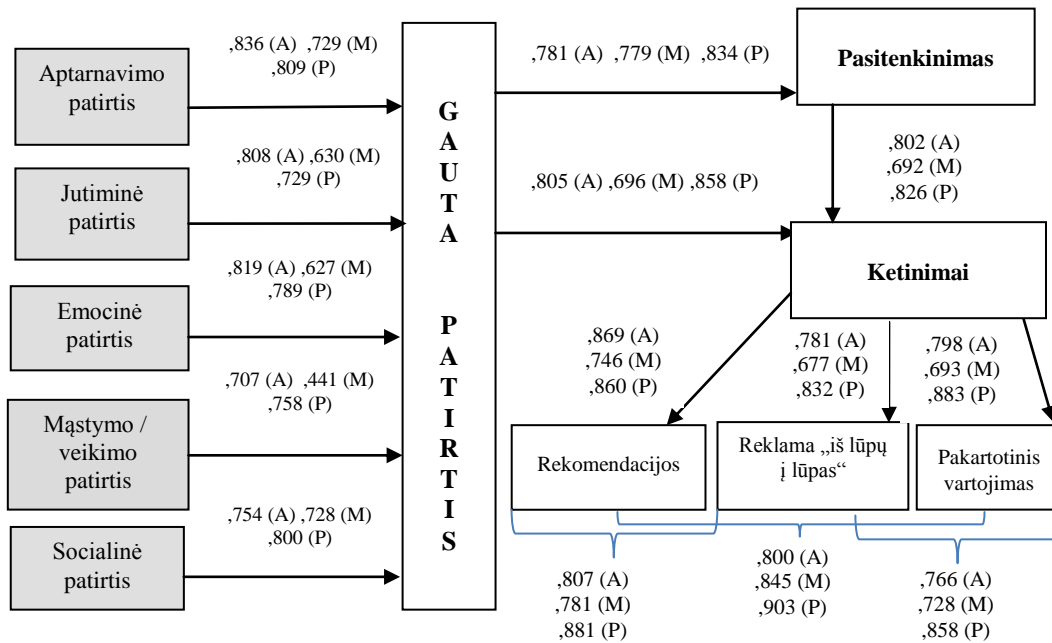 Aptarnavimo
patirtis
,836 (A) ,729 (M)
,809 (P)
Jutiminė
patirtis
,808 (A) ,630 (M)
,729 (P)
Emocinė
patirtis
,819 (A) ,627 (M)
,789 (P)
Mąstymo /
veikimo
patirtis
,707 (A) ,441 (M)
,758 (P)
Socialinė
patirtis
,754 (A) ,728 (M)
,800 (P)
GAUTA PATIRTIS
,781 (A) ,779 (M) ,834 (P)
Pasitenkinimas
,802 (A)
,692 (M)
,826 (P)
,805 (A) ,696 (M) ,858 (P)
Ketinimai
,869 (A)
,746 (M)
,860 (P)
,781 (A)
,677 (M)
,832 (P)
,798 (A)
,693 (M)
,883 (P)
Rekomendacijos
Reklama „iš lūpų
į lūpas“
Pakartotinis
vartojimas
,807 (A)
,781 (M)
,881 (P)
,800 (A)
,845 (M)
,903 (P)
,766 (A)
,728 (M)
,858 (P)